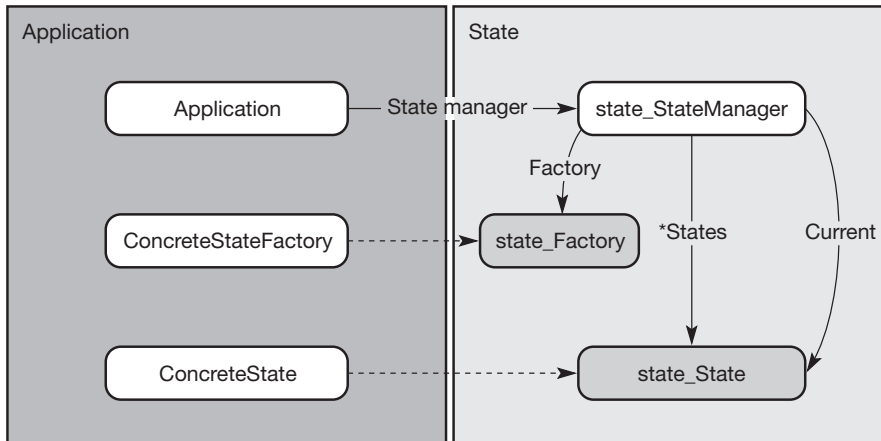 Application
State
Application
State manager
state_StateManager
Factory
ConcreteStateFactory
state_Factory
*States
Current
ConcreteState
state_State